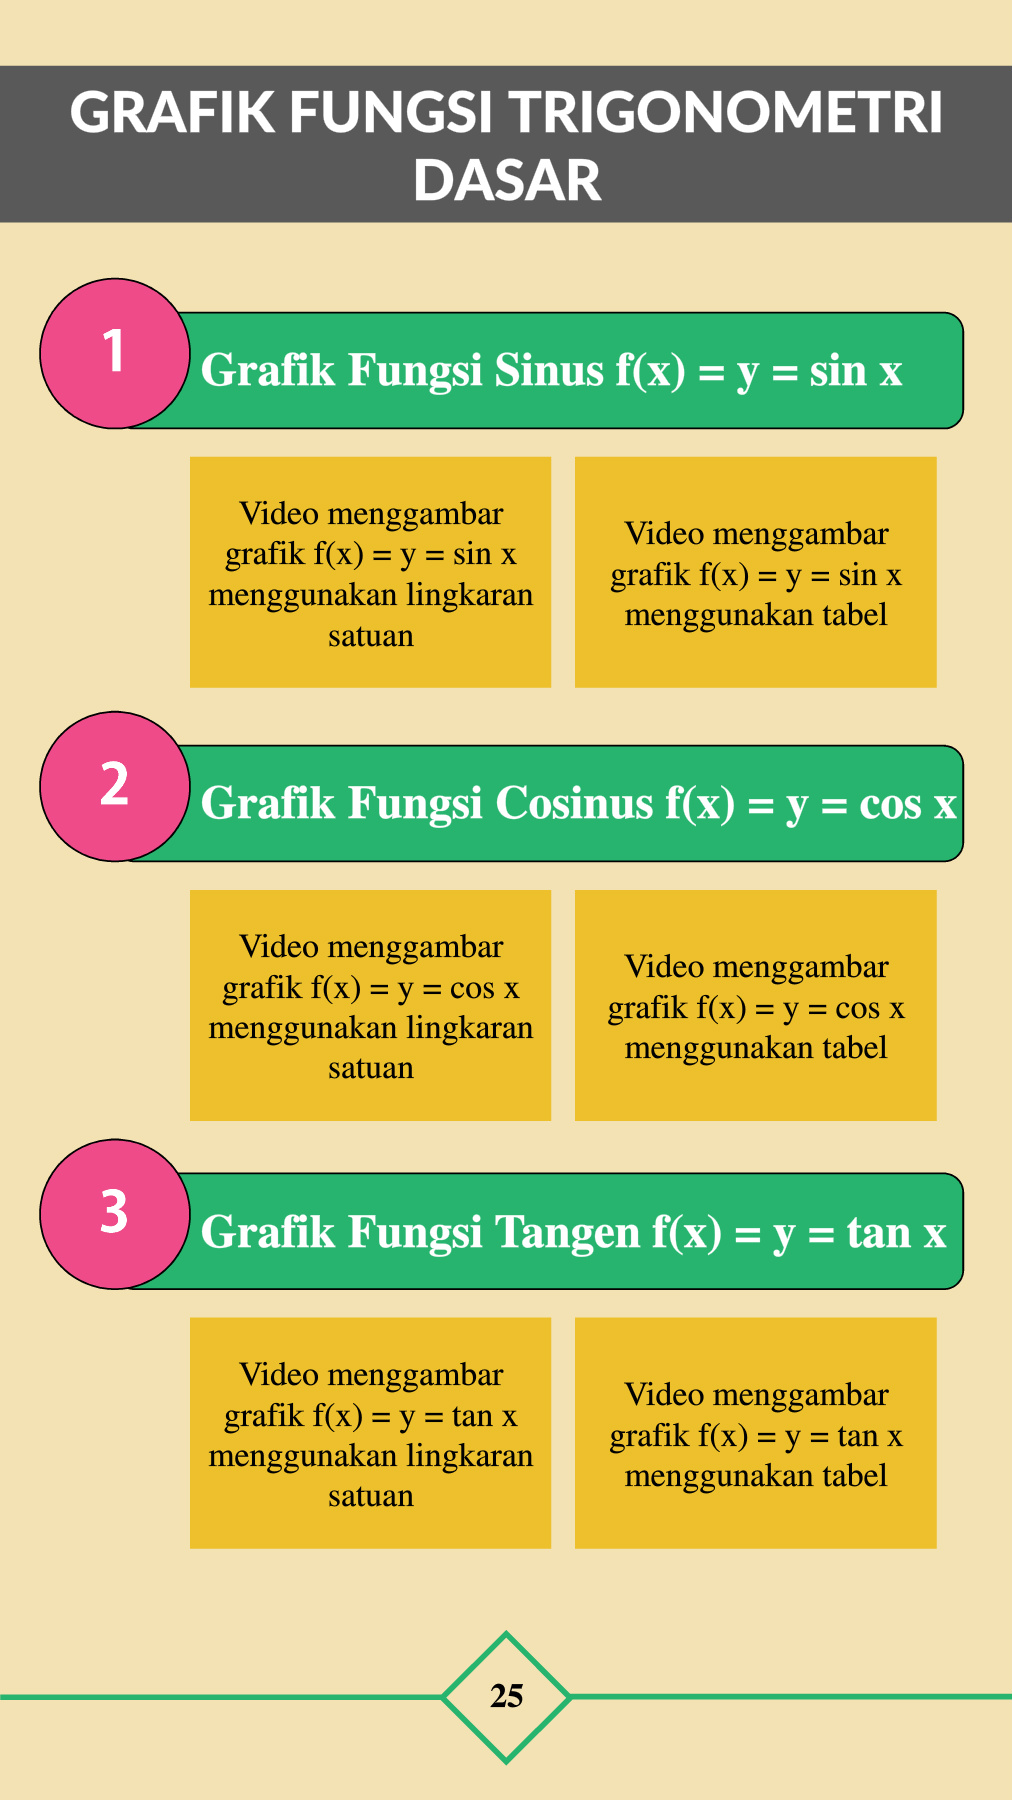 GRAFIK FUNGSI TRIGONOMETRI
DASAR
1
Grafik Fungsi Sinus f(x) = y = sin x
Video menggambar
grafik f(x) = y = sin x
menggunakan lingkaran
satuan
Video menggambar
grafik f(x) = y = sin x
menggunakan tabel
2
Grafik Fungsi Cosinus f(x) = y = cos x
Video menggambar
grafik f(x) = y = cos x
menggunakan lingkaran
satuan
Video menggambar
grafik f(x) = y = cos x
menggunakan tabel
3
Grafik Fungsi Tangen f(x) = y = tan x
Video menggambar
grafik f(x) = y = tan x
menggunakan lingkaran
satuan
Video menggambar
grafik f(x) = y = tan x
menggunakan tabel
25